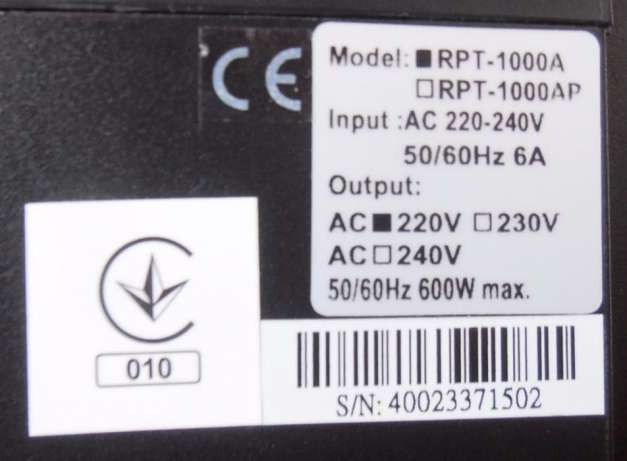 CE
Model: ■RPT-1000A
□RPT-1000AP
Input :AC 220-240V
50/60Hz 6A
Output:
AC■220V □230V
AC□240V
50/60Hz 600W max.
010
S/N: 40023371502